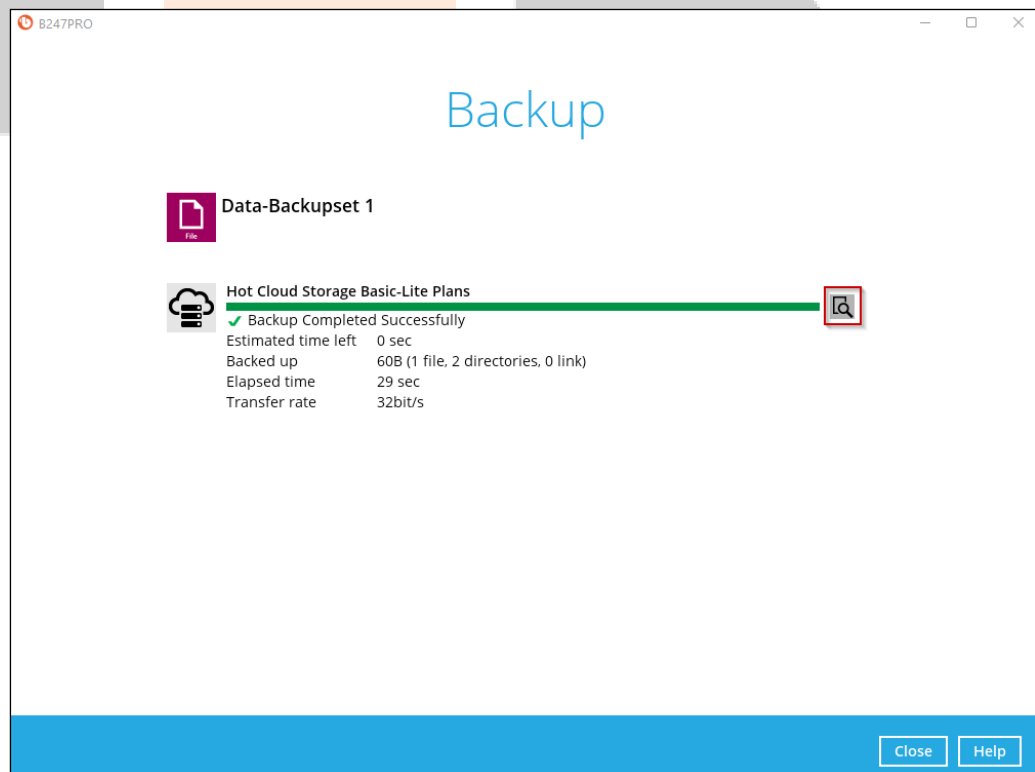 B247PRO
Backup
Data-Backupset 1
File
Hot Cloud Storage Basic-Lite Plans
Backup Completed Successfully
Estimated time left 0 sec
Backed up 60B (1 file, 2 directories, 0 link)
Elapsed time 29 sec
Transfer rate 32bit/s
Close Help